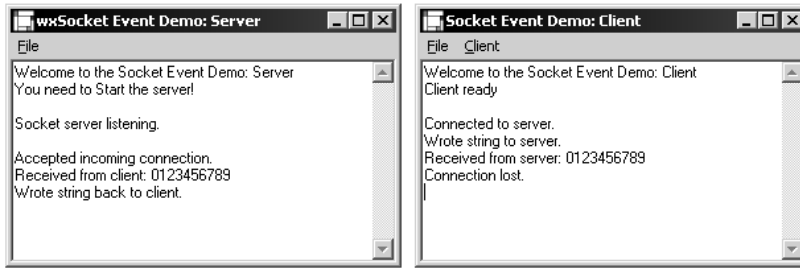 wxSocket Event Demo: Server
File
Welcome to the Socket Event Demo: Server
You need to Start the server!
Socket server listening.
Accepted incoming connection.
Received from client: 0123456789
Wrote string back to client.
Socket Event Demo: Client
File Client
Welcome to the Socket Event Demo: Client
Client ready
Connected to server.
Wrote string to server.
Received from server: 0123456789
Connection lost.